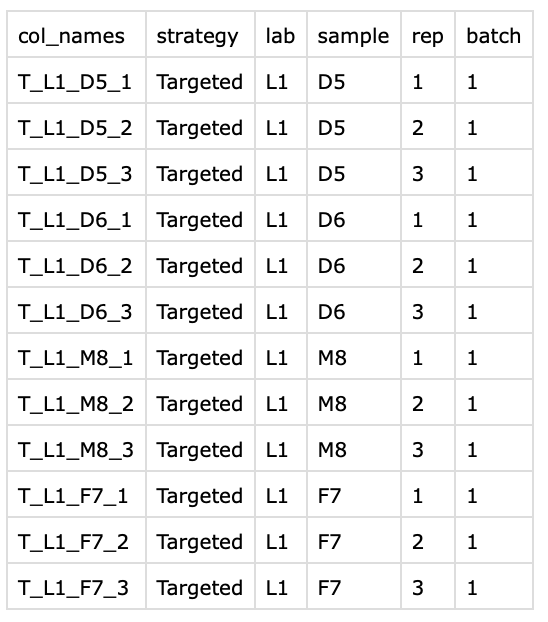 col_names strategy lab sample rep batch
T_L1_D5_1 Targeted L1 D5 1 1
T_L1_D5_2 Targeted L1 D5 2 1
T_L1_D5_3 Targeted L1 D5 3 1
T_L1_D6_1 Targeted L1 D6 1 1
T_L1_D6_2 Targeted L1 D6 2 1
T_L1_D6_3 Targeted L1 D6 3 1
T_L1_M8_1 Targeted L1 M8 1 1
T_L1_M8_2 Targeted L1 M8 2 1
T_L1_M8_3 Targeted L1 M8 3 1
T_L1_F7_1 Targeted L1 F7 1 1
T_L1_F7_2 Targeted L1 F7 2 1
T_L1_F7_3 Targeted L1 F7 3 1